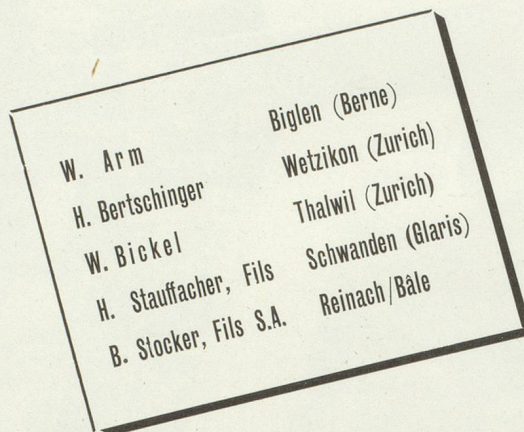 W. Arm Biglen (Berne)
H. Bertschinger Wetzikon (Zurich)
W. Bickel Thalwil (Zurich)
H. Stauffacher, Fils Schwanden (Glaris)
B. Stocker, Fils S.A. Reinach/Bâle